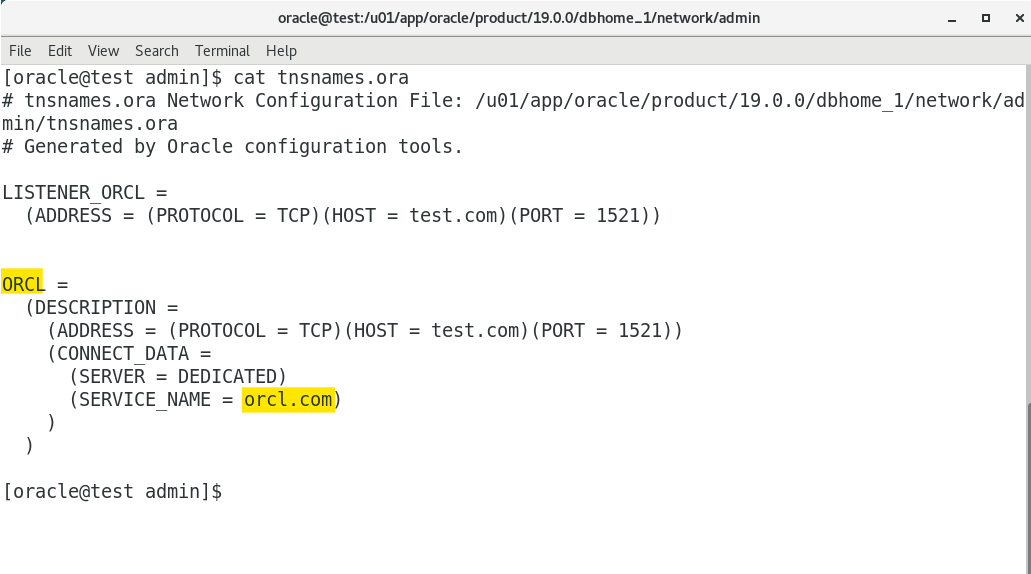 oracle@test:/u01/app/oracle/product/19.0.0/dbhome_1/network/admin
File Edit View Search Terminal Help
[oracle@test admin]$ cat tnsnames.ora
# tnsnames.ora Network Configuration File: /u01/app/oracle/product/19.0.0/dbhome_1/network/ad
min/tnsnames.ora
# Generated by Oracle configuration tools.

LISTENER_ORCL =
  (ADDRESS = (PROTOCOL = TCP)(HOST = test.com)(PORT = 1521))


ORCL =
  (DESCRIPTION =
    (ADDRESS = (PROTOCOL = TCP)(HOST = test.com)(PORT = 1521))
    (CONNECT_DATA =
      (SERVER = DEDICATED)
      (SERVICE_NAME = orcl.com)
    )
  )

[oracle@test admin]$